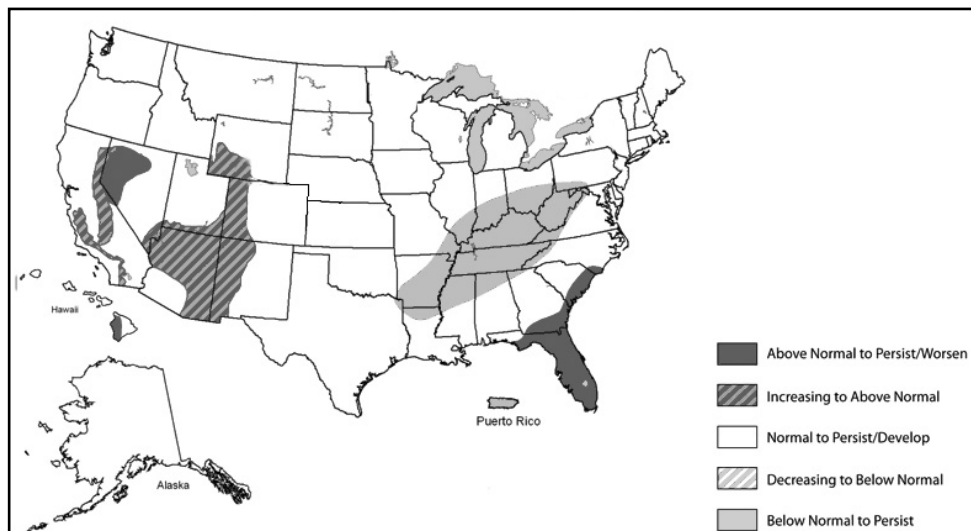 Hawaii
Alaska
Puerto Rico
Above Normal to Persist/Worsen
Increasing to Above Normal
Normal to Persist/Develop
Decreasing to Below Normal
Below Normal to Persist